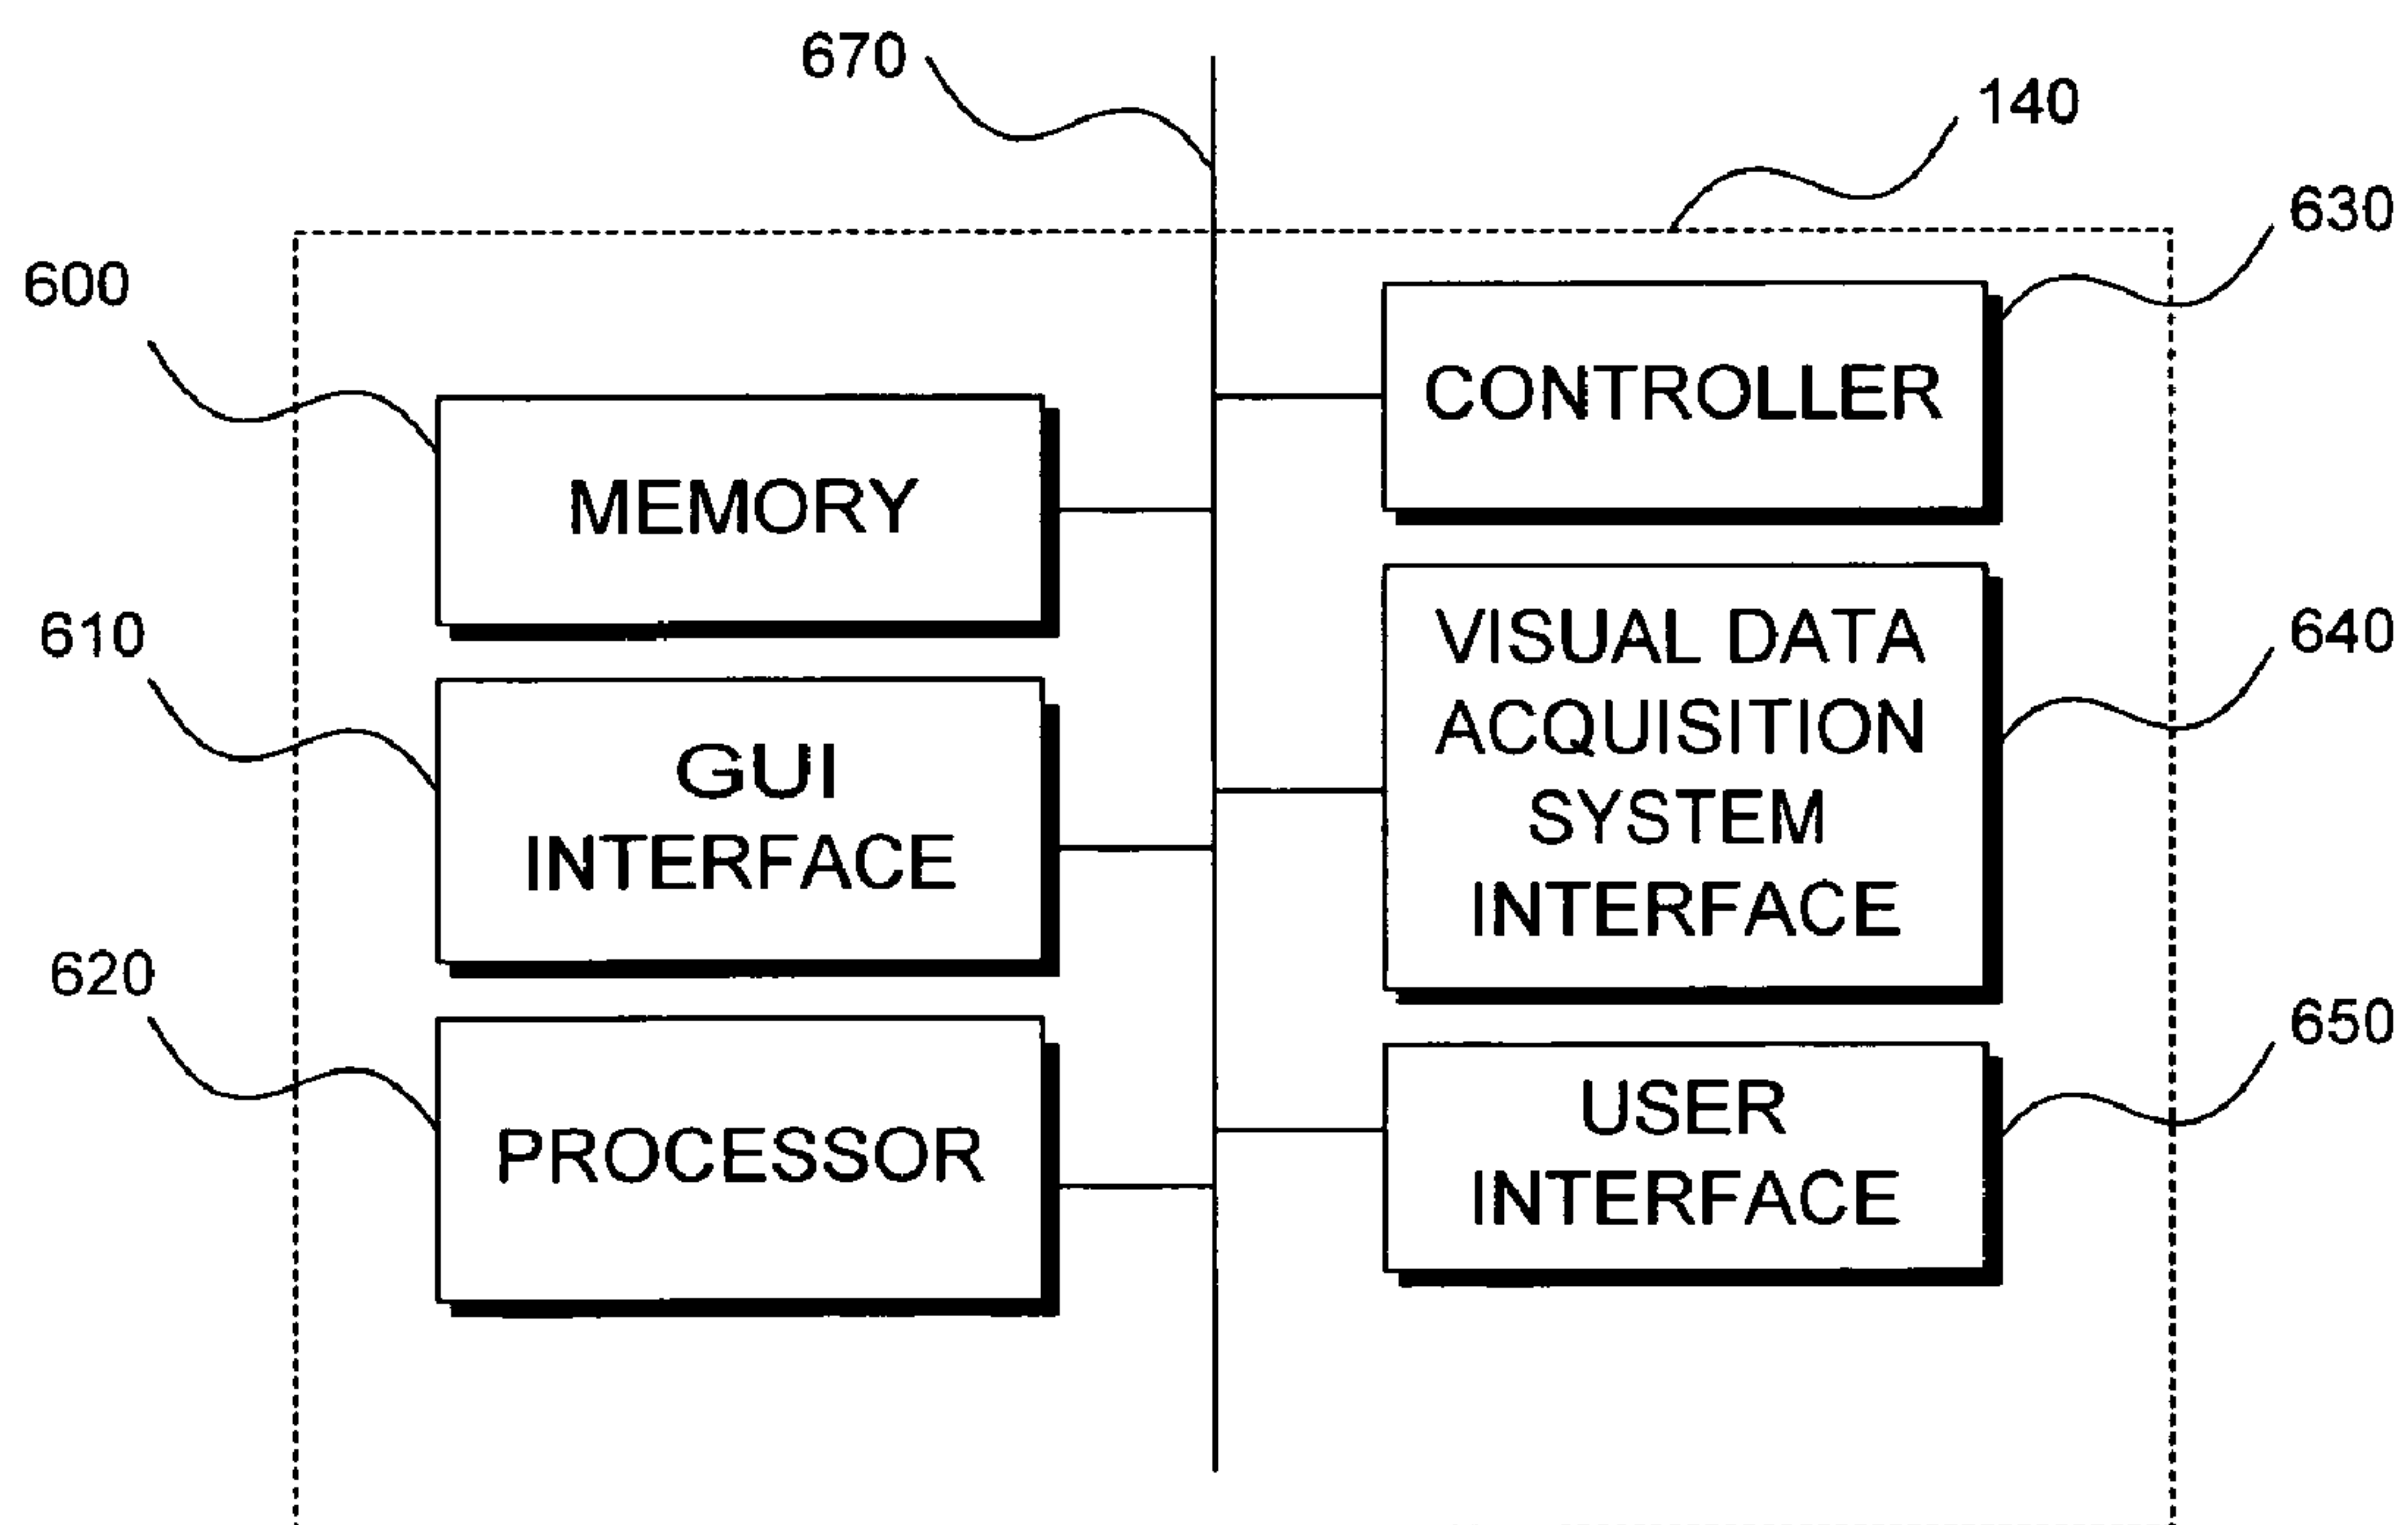 670
140
630
600
CONTROLLER
MEMORY
610
VISUAL DATA
ACQUISITION
SYSTEM
INTERFACE
640
GUI
INTERFACE
620
PROCESSOR
650
USER
INTERFACE